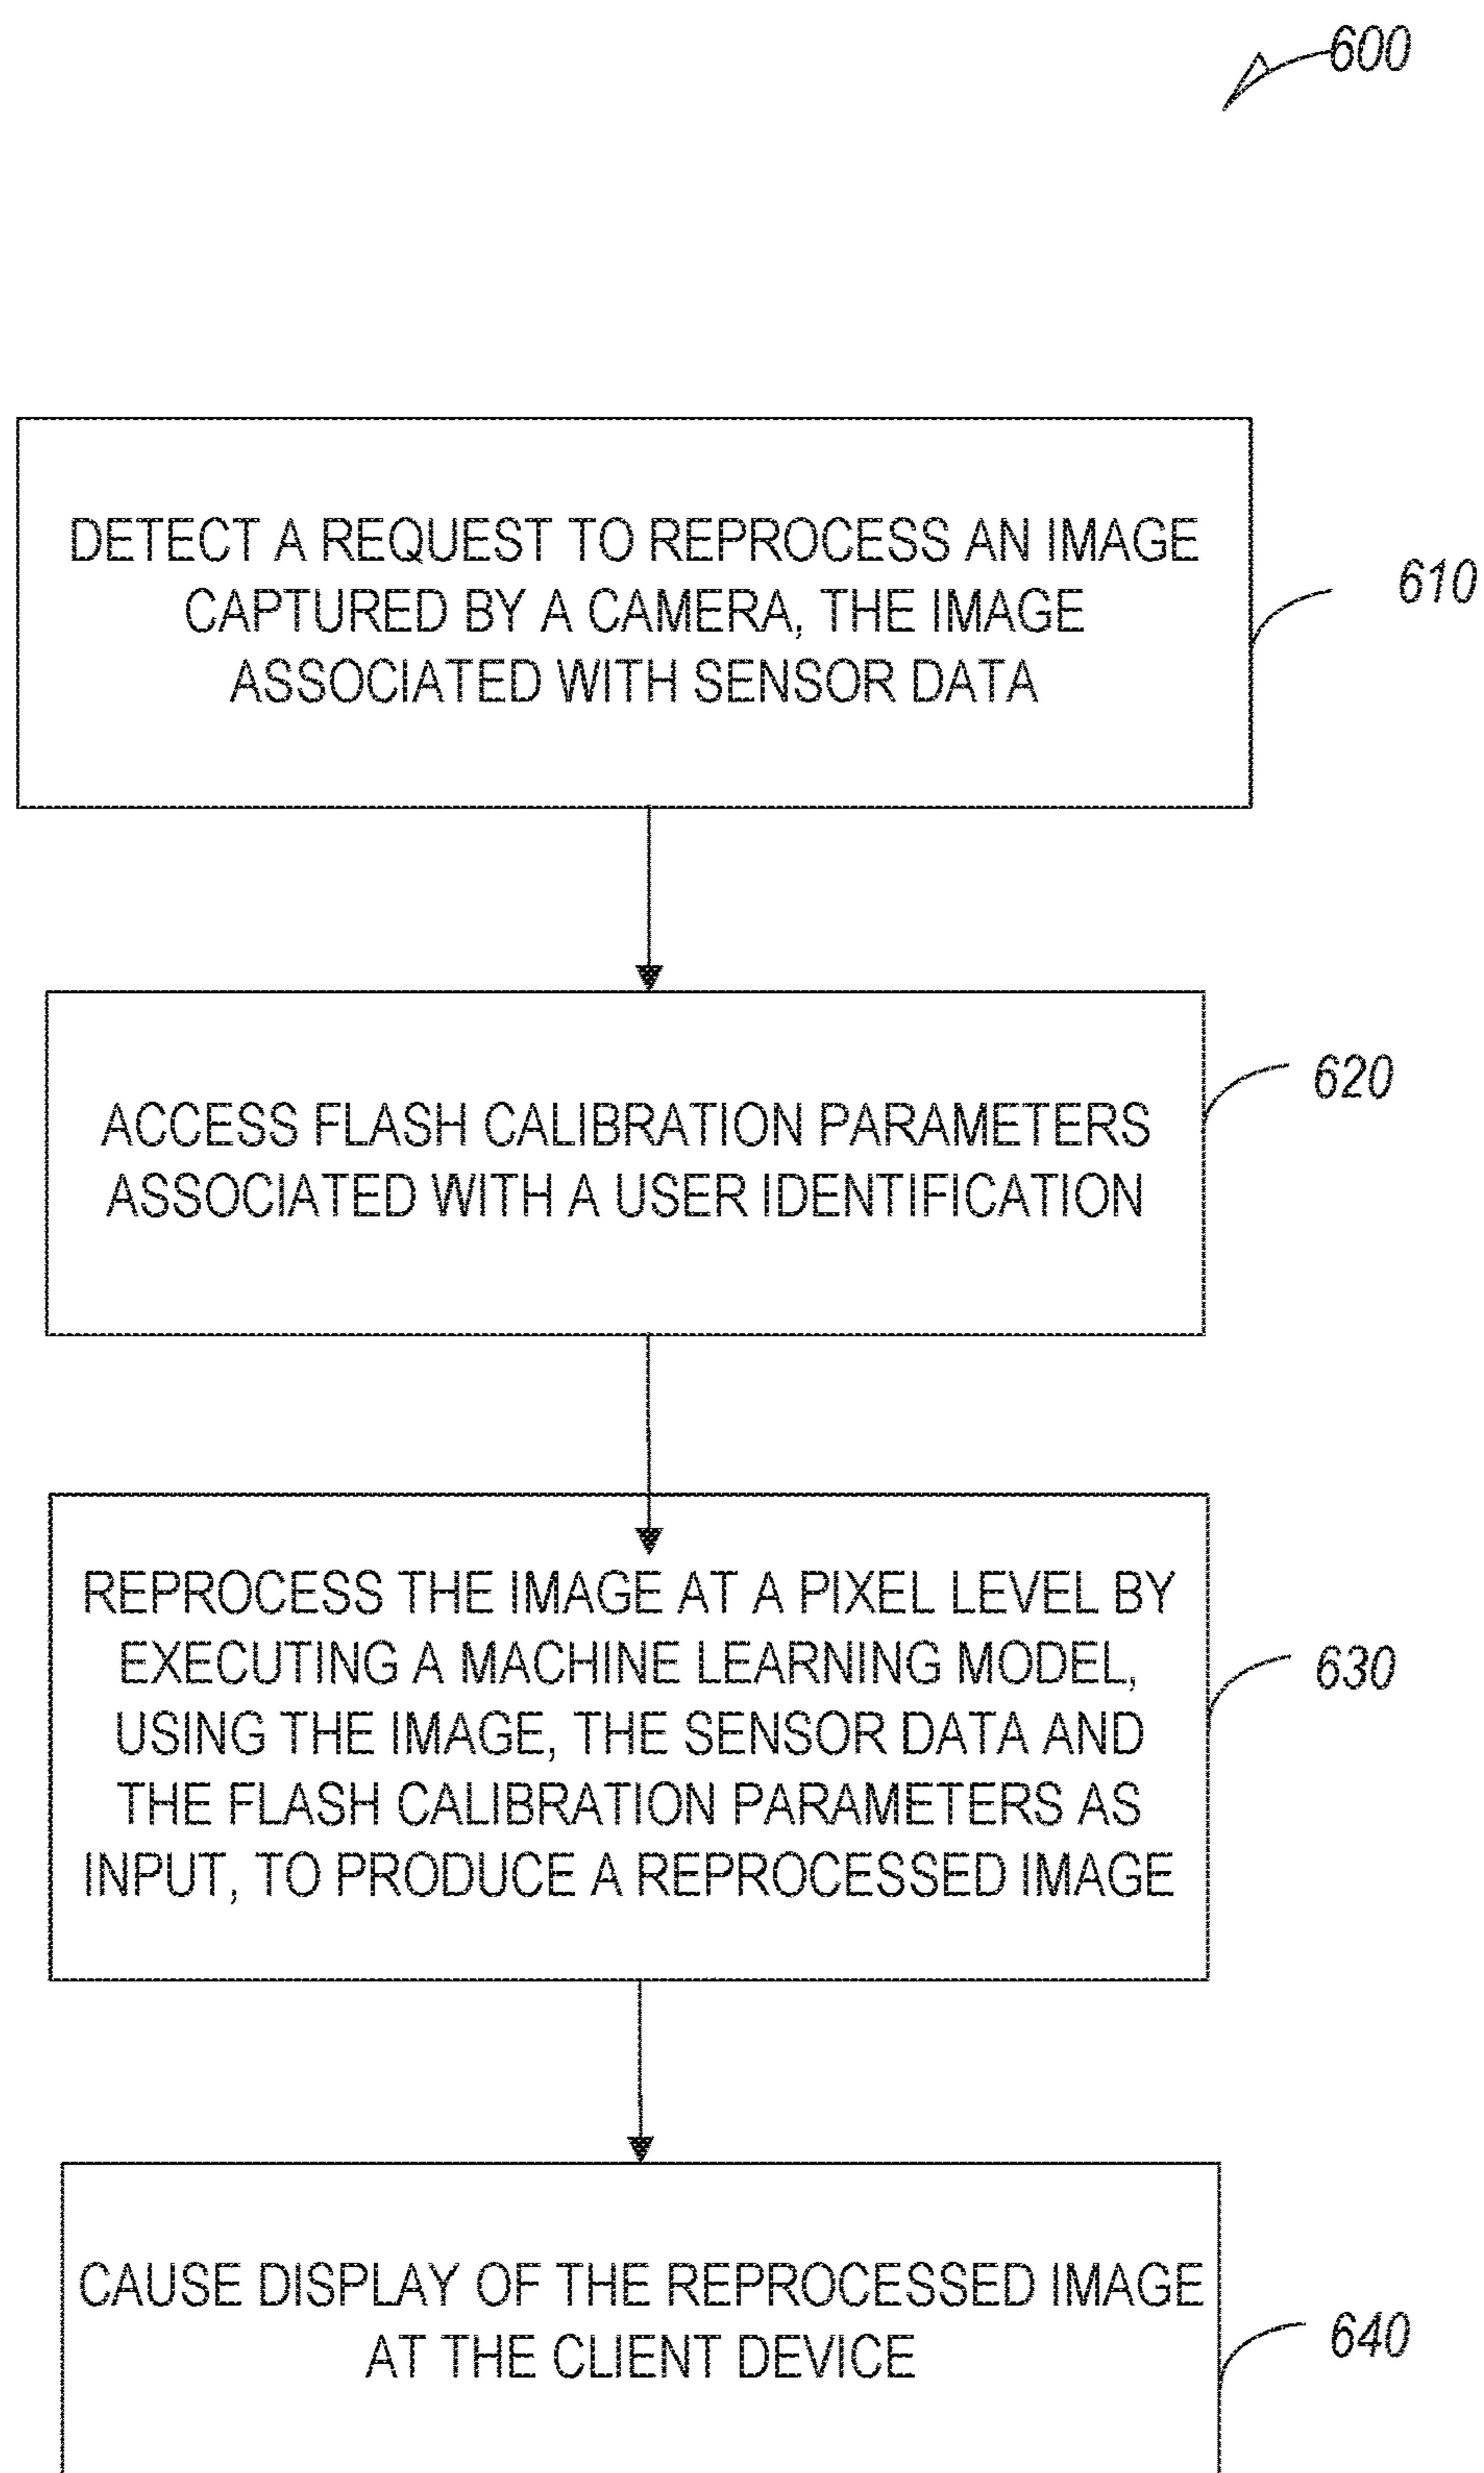 600
DETECT A REQUEST TO REPROCESS AN IMAGE
CAPTURED BY A CAMERA, THE IMAGE
ASSOCIATED WITH SENSOR DATA
610
ACCESS FLASH CALIBRATION PARAMETERS
ASSOCIATED WITH A USER IDENTIFICATION
620
REPROCESS THE IMAGE AT A PIXEL LEVEL BY
EXECUTING A MACHINE LEARNING MODEL,
USING THE IMAGE, THE SENSOR DATA AND
THE FLASH CALIBRATION PARAMETERS AS
INPUT, TO PRODUCE A REPROCESSED IMAGE
630
CAUSE DISPLAY OF THE REPROCESSED IMAGE
AT THE CLIENT DEVICE
640